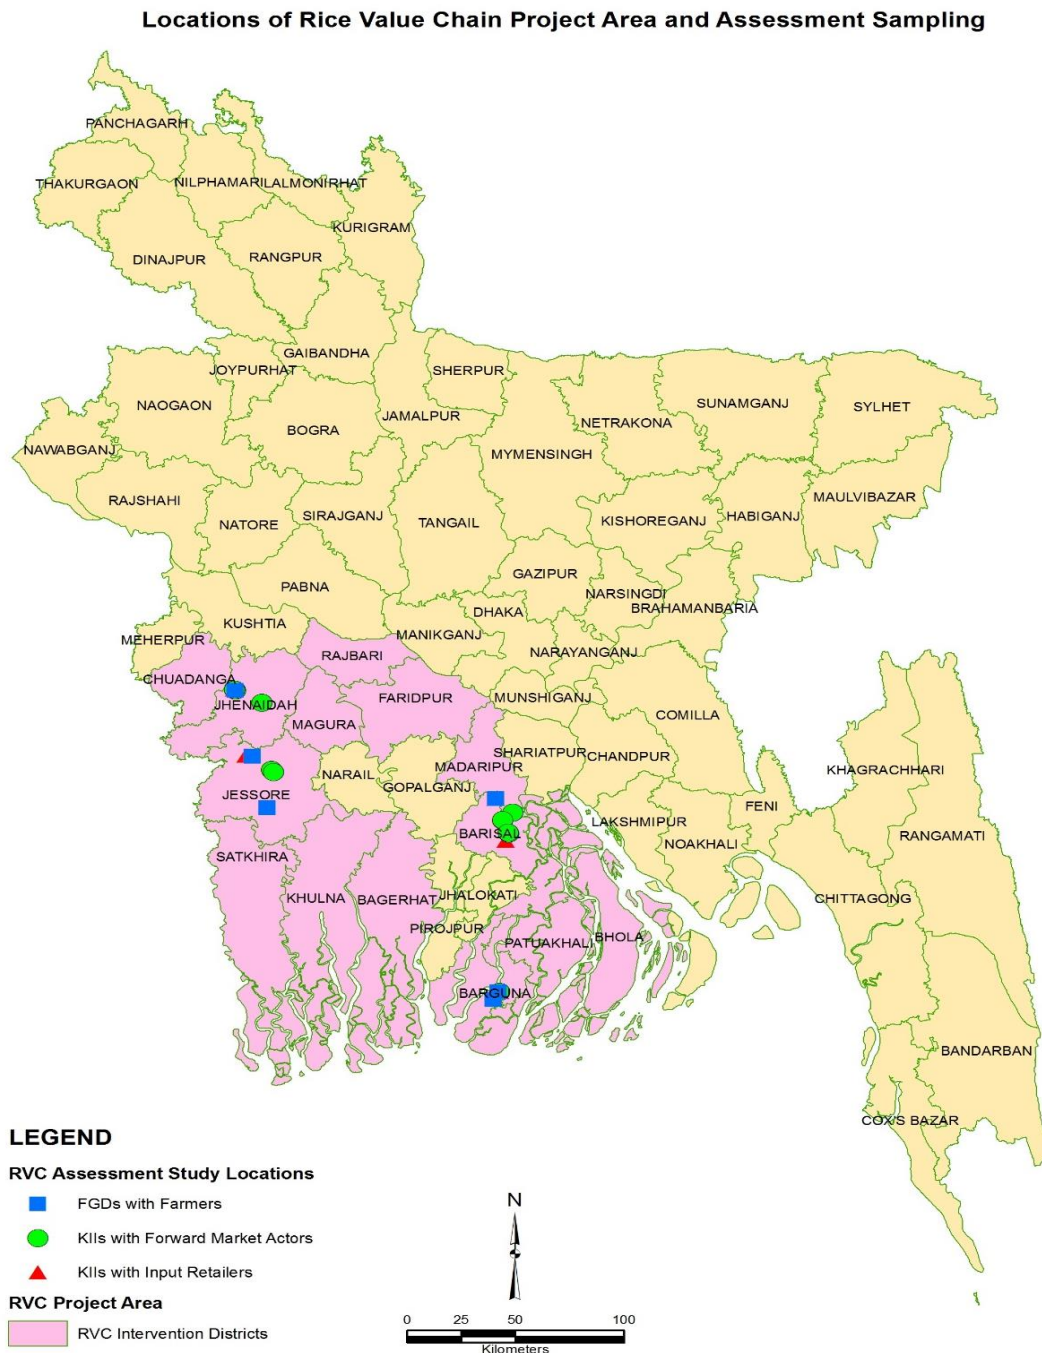 Locations of Rice Value Chain Project Area and Assessment Sampling
PANCHAGARH
THAKURGAON
NILPHAMARI
LALMONIRHAT
KURIGRAM
DINAJPUR
RANGPUR
GAIBANDHA
JOYPURHAT
SHERPUR
NAOGAON
JAMALPUR
BOGRA
NETRAKONA
SUNAMGANJ
SYLHET
NAWABGANJ
MYMENSINGH
RAJSHAHI
MAULVIBAZAR
NATORE
SIRAJGANJ
TANGAIL
KISHOREGANJ
HABIGANJ
PABNA
GAZIPUR
NARSINGDI
BRAHAMANBARIA
DHAKA
KUSHTIA
MEHERPUR
MANIKGANJ
RAJBARI
NARAYANGANJ
CHUADANGA
JHENAIDAH
FARIDPUR
MUNSHIGANJ
MAGURA
COMILLA
SHARIATPUR
CHANDPUR
NARAIL
MADARIPUR
GOPALGANJ
KHAGRACHHARI
JESSORE
FENI
LAKSHMIPUR
BARISAL
NOAKHALI
RANGAMATI
SATKHIRA
KHULNA
BAGERHAT
JHALOKATI
CHITTAGONG
PIROJPUR
PATUAKHALI
BHOLA
BARGUNA
BANDARBAN
COX'S BAZAR
LEGEND
RVC Assessment Study Locations
FGDs with Farmers
KIIs with Forward Market Actors
KIIs with Input Retailers
RVC Project Area
RVC Intervention Districts
N
0 25 50 100
Kilometers